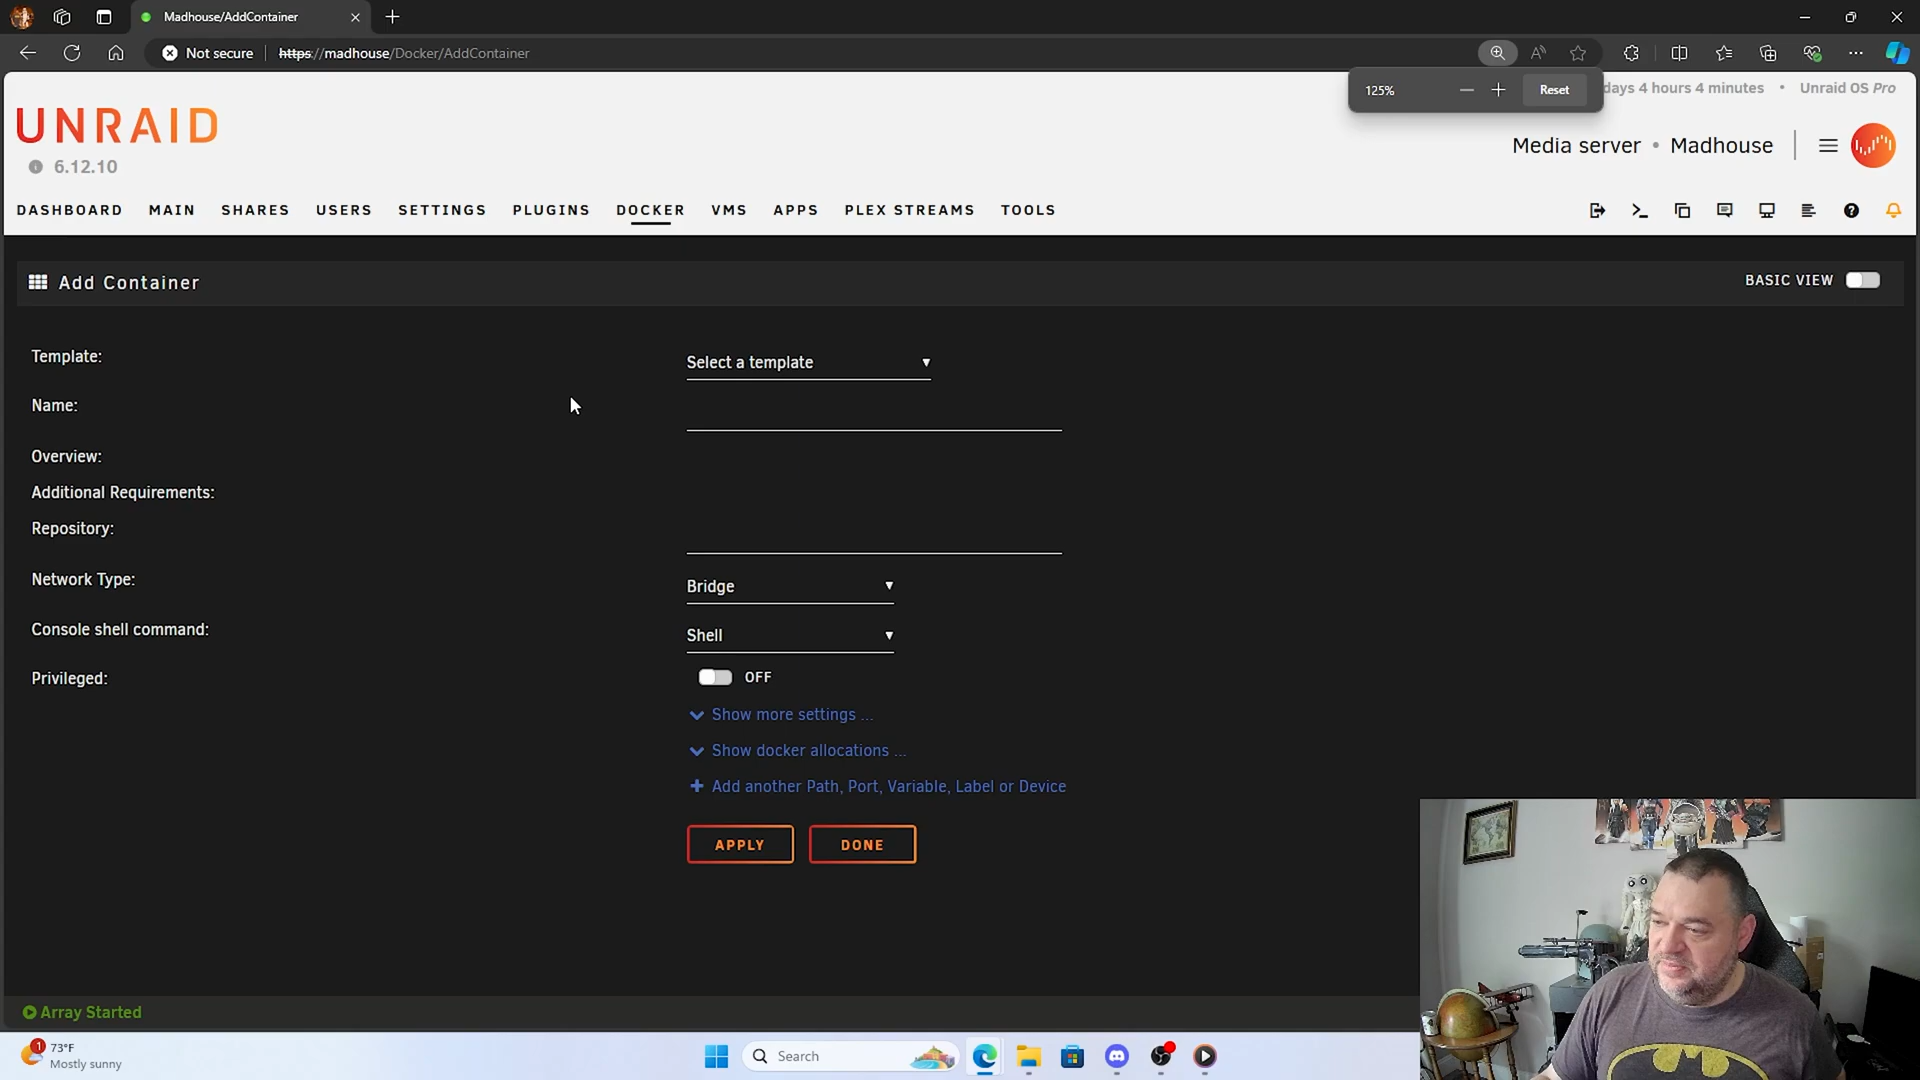 Madhouse/AddContainer
Not secure
https://madhouse/Docker/AddContainer
125%
Reset
days 4 hours 4 minutes • Unraid OS Pro
UNRAID
6.12.10
Media server • Madhouse
DASHBOARD MAIN SHARES USERS SETTINGS PLUGINS DOCKER VMS APPS PLEX STREAMS TOOLS
Add Container
BASIC VIEW
Template:
Select a template
Name:
Overview:
Additional Requirements:
Repository:
Network Type:
Bridge
Console shell command:
Shell
Privileged:
OFF
Show more settings ...
Show docker allocations ...
Add another Path, Port, Variable, Label or Device
APPLY
DONE
Array Started
1
73°F
Mostly sunny
Search